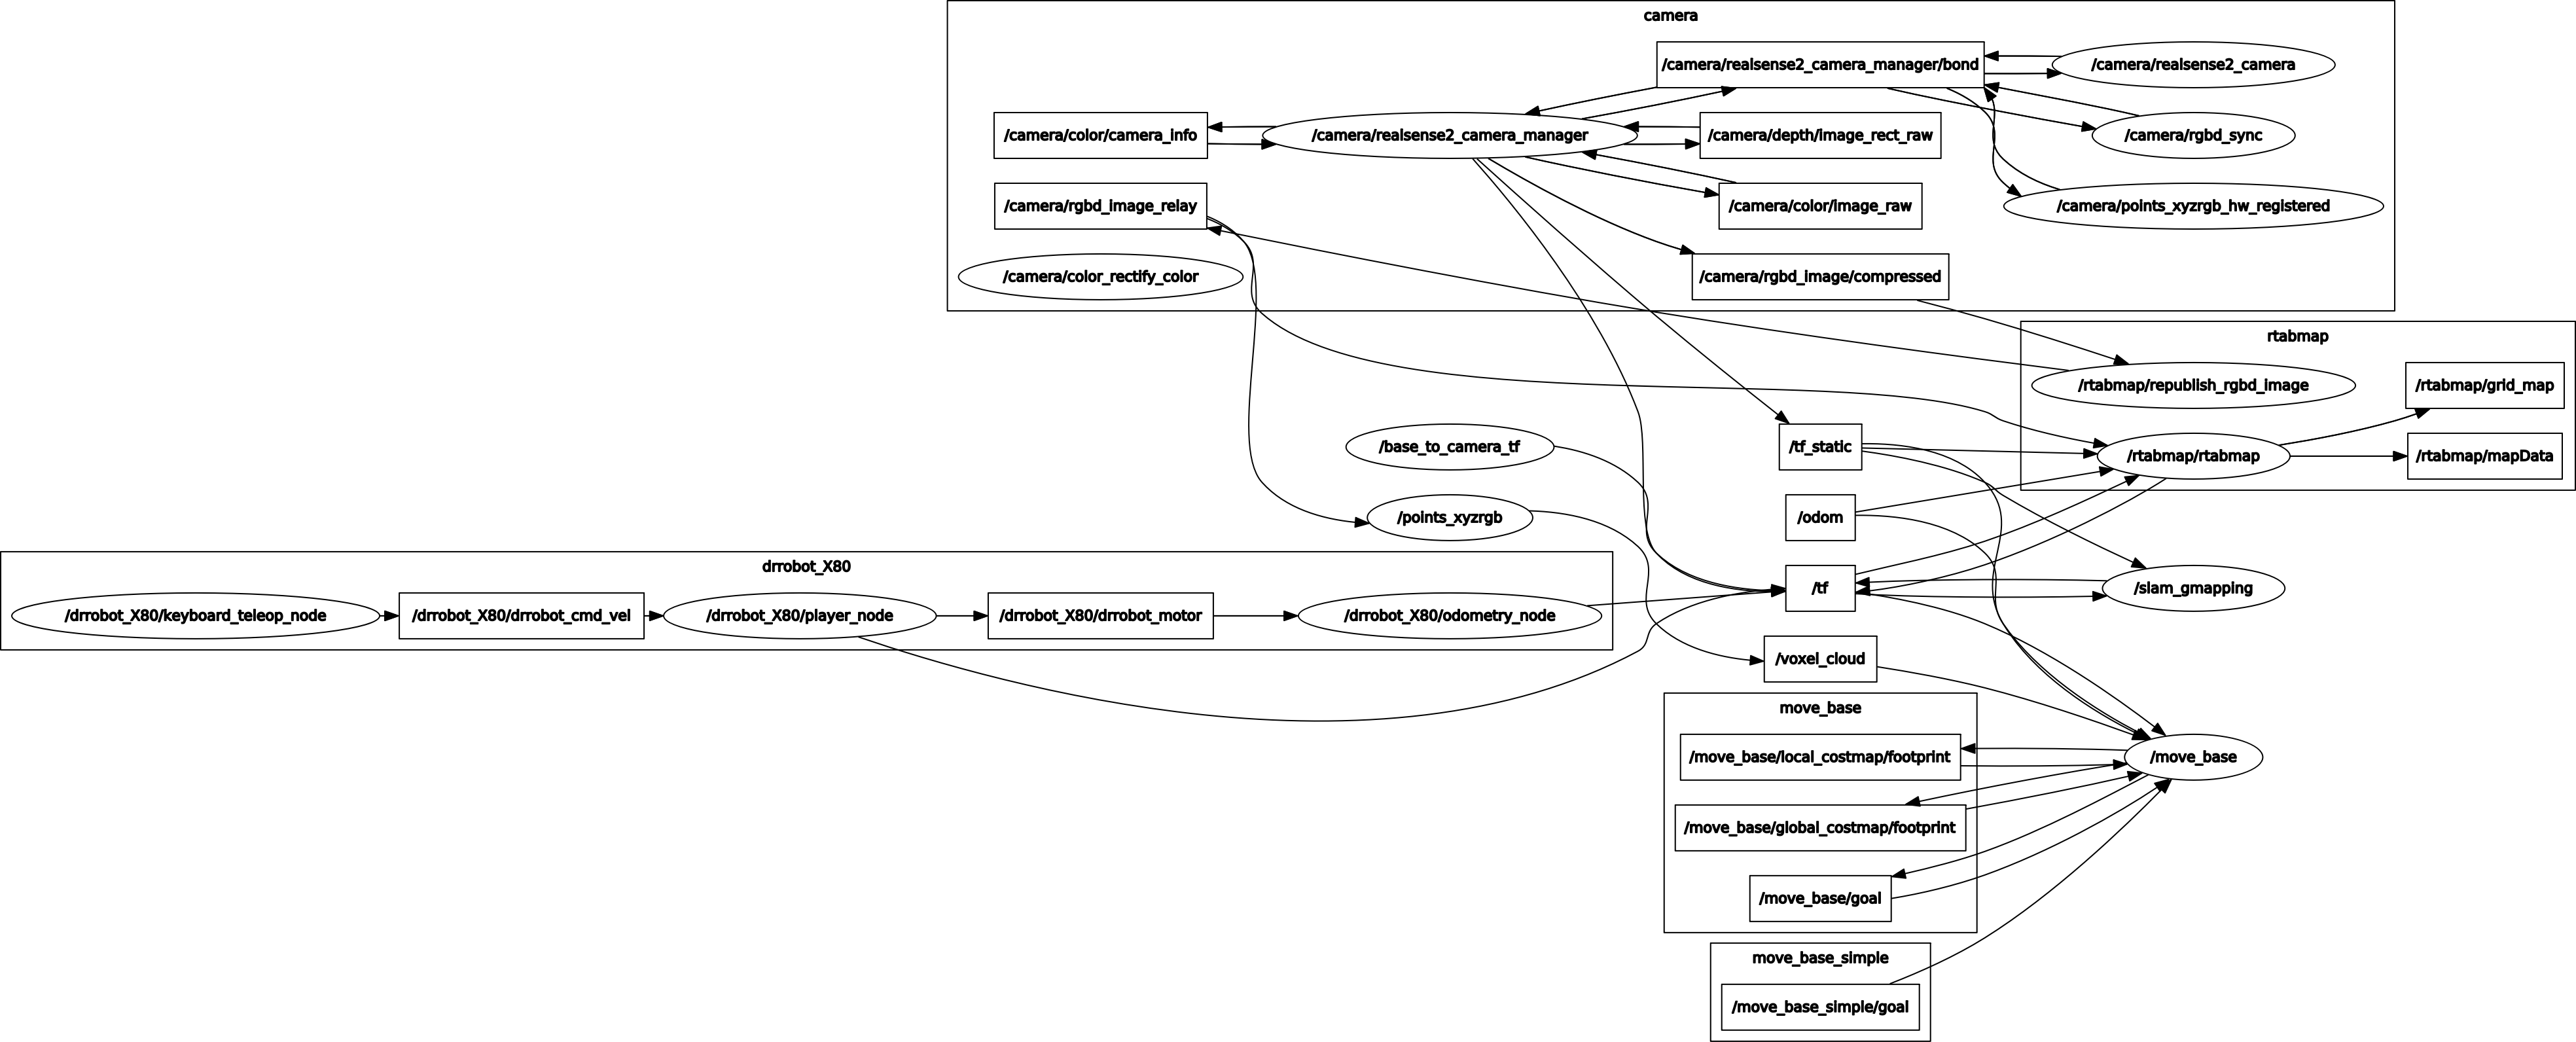 camera
/camera/realsense2_camera_manager/bond
/camera/realsense2_camera
/camera/color/camera_info
/camera/realsense2_camera_manager
/camera/depth/image_rect_raw
/camera/rgbd_sync
/camera/rgbd_image_relay
/camera/color/image_raw
/camera/points_xyzrgb_hw_registered
/camera/color_rectify_color
/camera/rgbd_image/compressed
rtabmap
/rtabmap/republish_rgbd_image
/rtabmap/grid_map
/base_to_camera_tf
/tf_static
/rtabmap/rtabmap
/rtabmap/mapData
/points_xyzrgb
/odom
drrobot_X80
/tf
/slam_gmapping
/drrobot_X80/keyboard_teleop_node
/drrobot_X80/drrobot_cmd_vel
/drrobot_X80/player_node
/drrobot_X80/drrobot_motor
/drrobot_X80/odometry_node
/voxel_cloud
move_base
/move_base/local_costmap/footprint
/move_base
/move_base/global_costmap/footprint
/move_base/goal
move_base_simple
/move_base_simple/goal